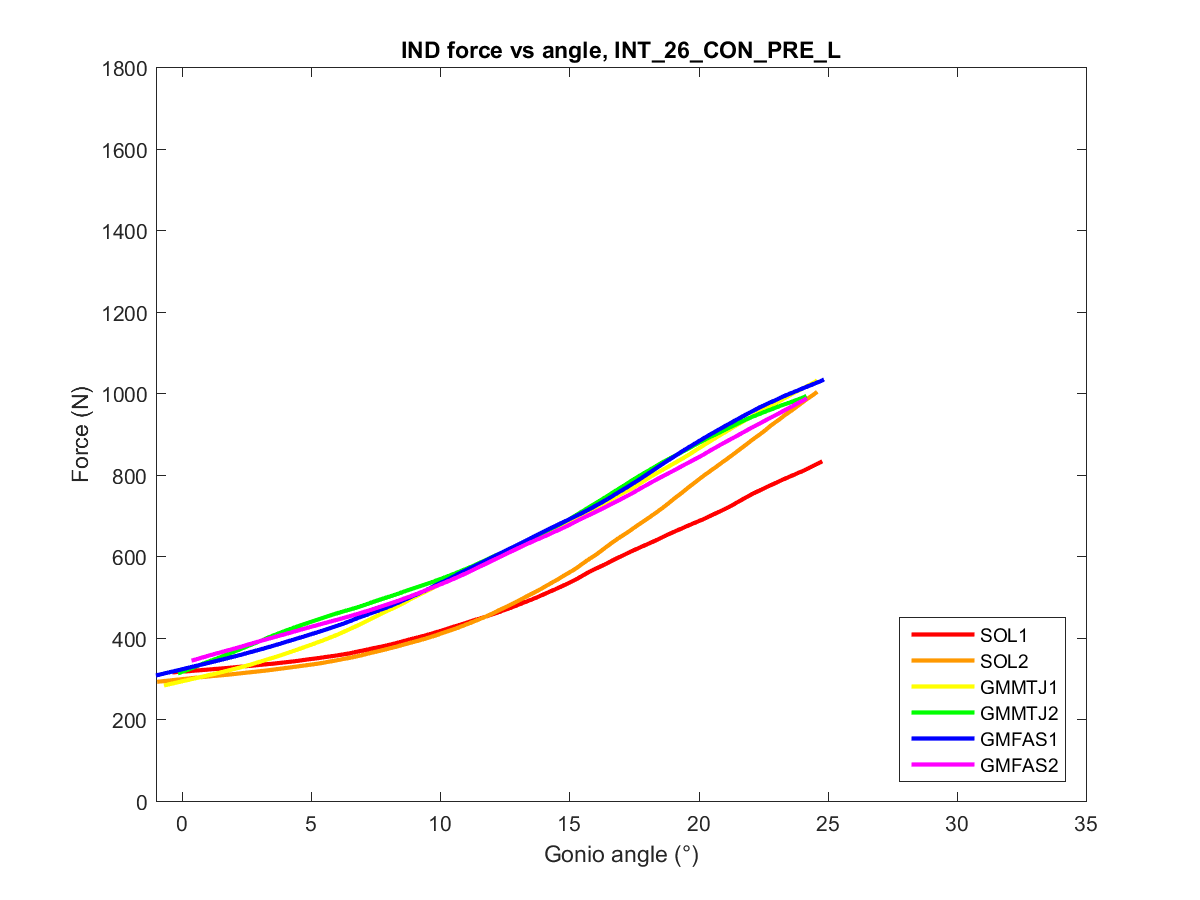 IND force vs angle, INT_26_CON_PRE_L
1800
1600
1400
1200
1000
800
600
400
200
0
Force (N)
0 5 10 15 20 25 30 35
Gonio angle (°)
SOL1
SOL2
GMMTJ1
GMMTJ2
GMFAS1
GMFAS2